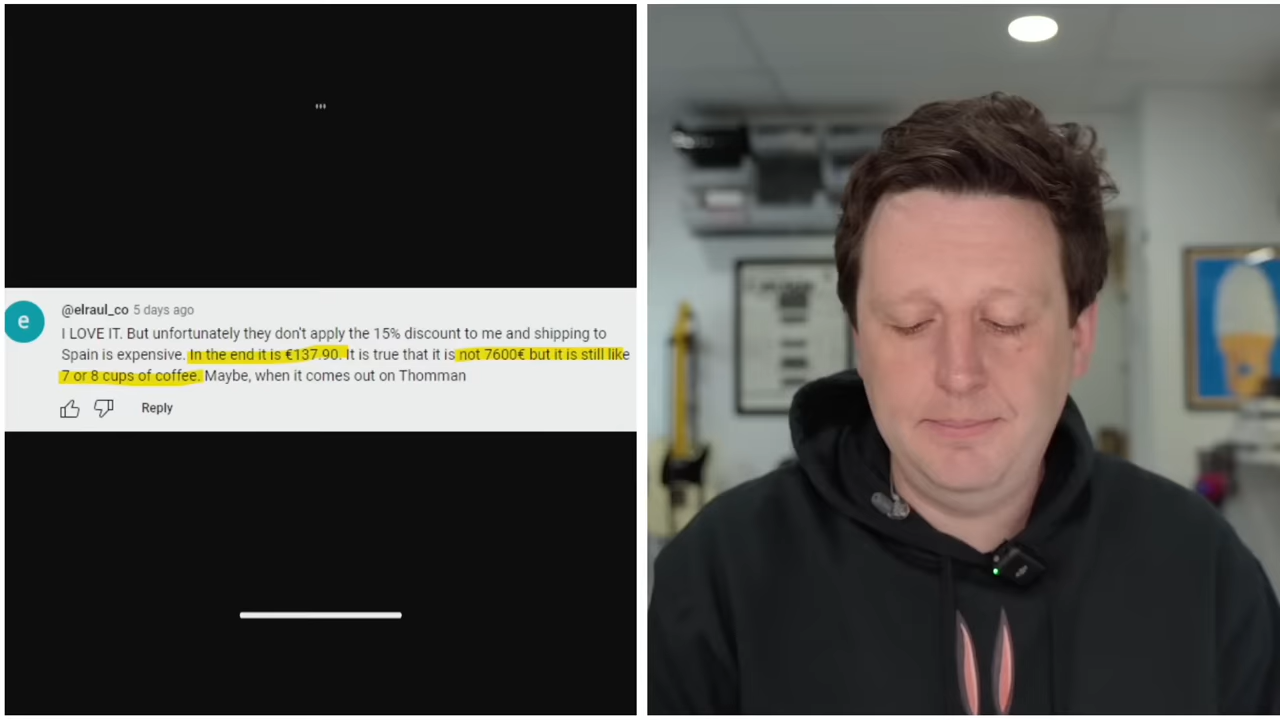 e
@elraul_co 5 days ago
I LOVE IT. But unfortunately they don't apply the 15% discount to me and shipping to
Spain is expensive. In the end it is €137.90. It is true that it is not 7600€ but it is still like
7 or 8 cups of coffee. Maybe, when it comes out on Thomman
Reply